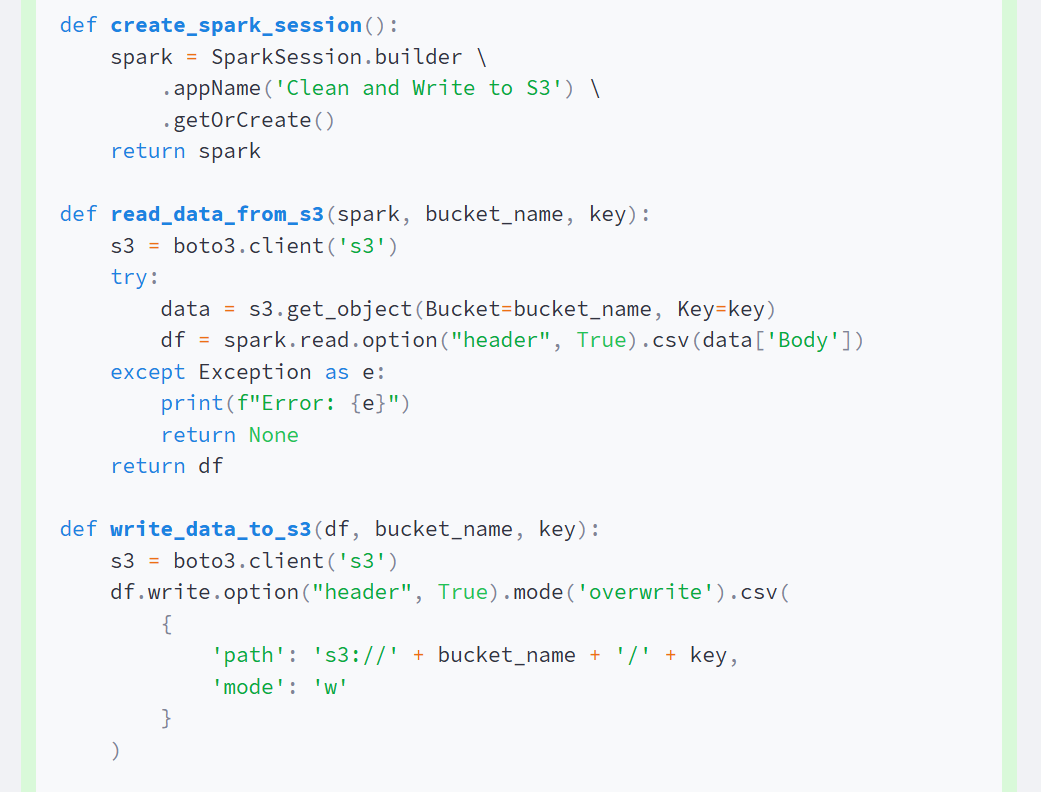 def create_spark_session():
    spark = SparkSession.builder \
        .appName('Clean and Write to S3') \
        .getOrCreate()
    return spark

def read_data_from_s3(spark, bucket_name, key):
    s3 = boto3.client('s3')
    try:
        data = s3.get_object(Bucket=bucket_name, Key=key)
        df = spark.read.option("header", True).csv(data['Body'])
    except Exception as e:
        print(f"Error: {e}")
        return None
    return df

def write_data_to_s3(df, bucket_name, key):
    s3 = boto3.client('s3')
    df.write.option("header", True).mode('overwrite').csv(
        {
            'path': 's3://' + bucket_name + '/' + key,
            'mode': 'w'
        }
    )